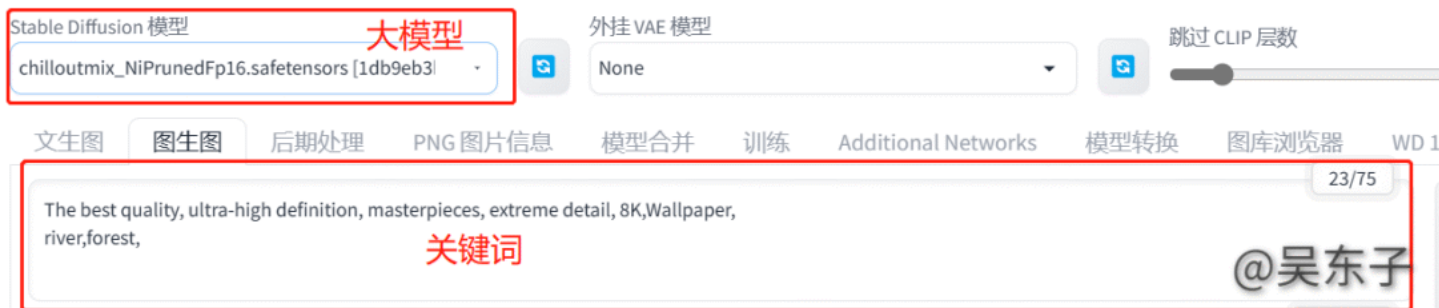 Stable Diffusion 模型
大模型
外挂 VAE 模型
跳过 CLIP 层数
chilloutmix_NiPrunedFp16.safetensors [1db9eb3
None
文生图 图生图 后期处理 PNG 图片信息 模型合并 训练 Additional Networks 模型转换 图库浏览器 WD 1
23/75
The best quality, ultra-high definition, masterpieces, extreme detail, 8K,Wallpaper,
river,forest,
关键词
@吴东子